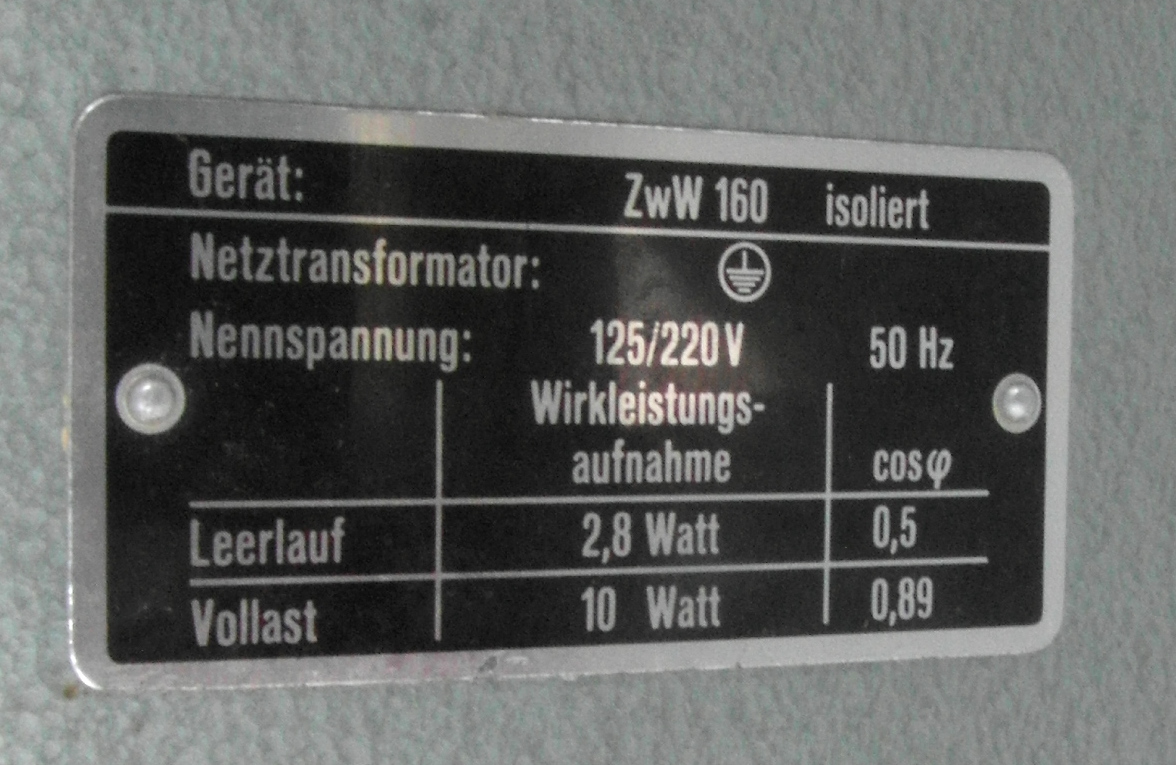 Gerät: ZwW 160 isoliert
Netztransformator:
Nennspannung: 125/220 V 50 Hz
Wirkleistungs-
aufnahme cos φ
Leerlauf 2,8 Watt 0,5
Vollast 10 Watt 0,89